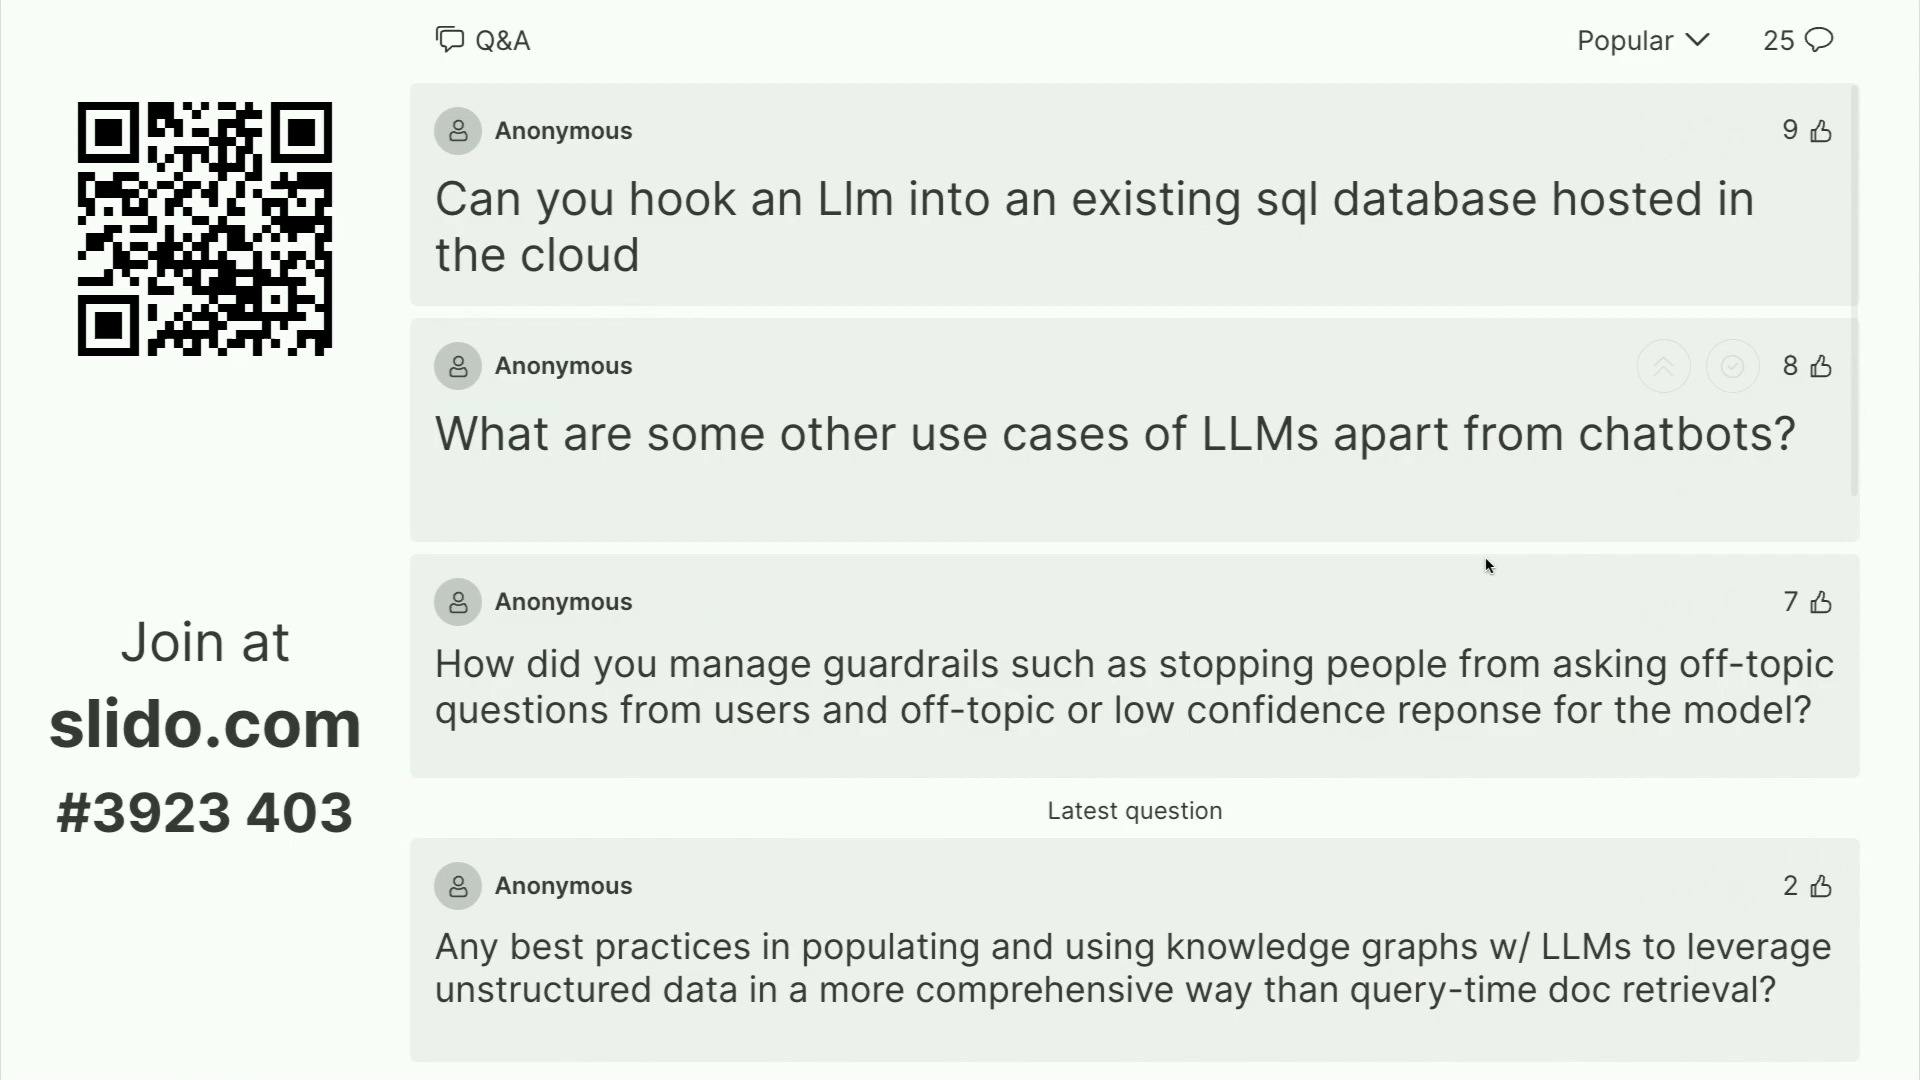 Q&A
Popular
25
Anonymous
9
Can you hook an Llm into an existing sql database hosted in
the cloud
Anonymous
8
What are some other use cases of LLMs apart from chatbots?
Anonymous
7
How did you manage guardrails such as stopping people from asking off-topic
questions from users and off-topic or low confidence reponse for the model?
Join at
slido.com
#3923 403
Latest question
Anonymous
2
Any best practices in populating and using knowledge graphs w/ LLMs to leverage
unstructured data in a more comprehensive way than query-time doc retrieval?